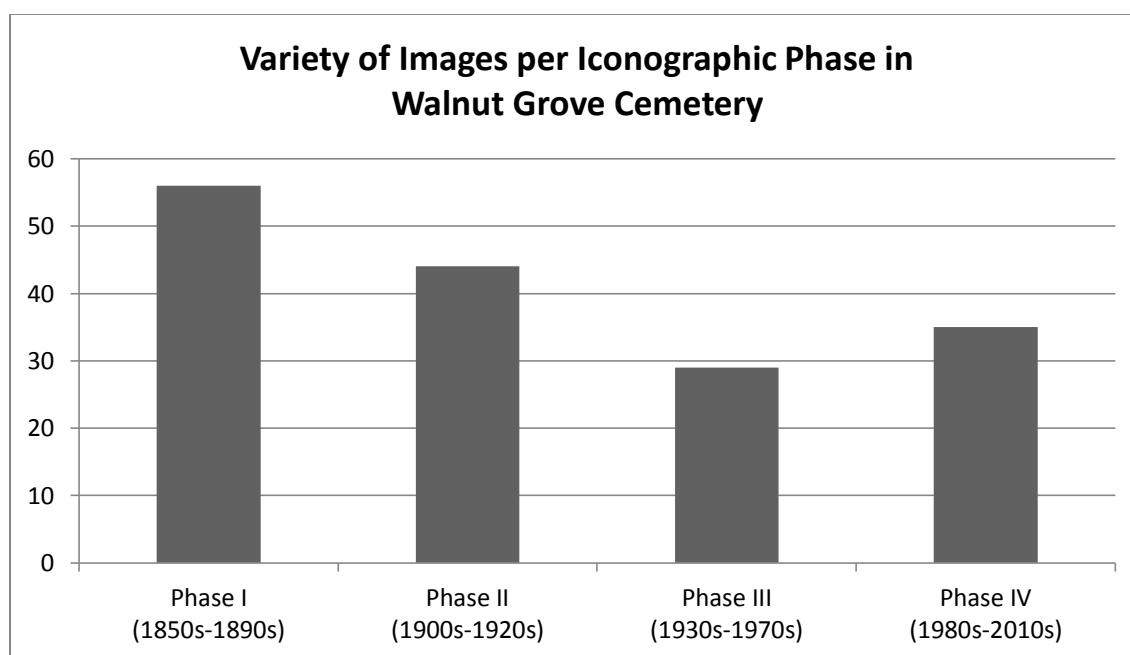 Variety of Images per Iconographic Phase in
Walnut Grove Cemetery
60
50
40
30
20
10
0
Phase I
(1850s-1890s)
Phase II
(1900s-1920s)
Phase III
(1930s-1970s)
Phase IV
(1980s-2010s)